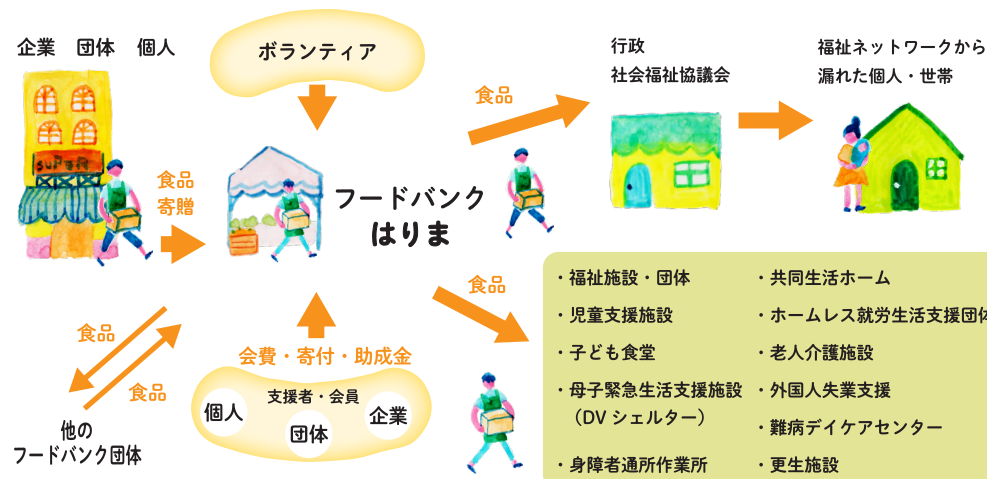 企業 団体 個人
ボランティア
食品
寄贈
フードバンク
はりま
食品
行政
社会福祉協議会
福祉ネットワークから
漏れた個人・世帯
食品
食品
他の
フードバンク団体
会費・寄付・助成金
支援者・会員
個人
団体
企業
食品
・福祉施設・団体
・児童支援施設
・子ども食堂
・母子緊急生活支援施設
（DVシェルター）
・身障者通所作業所
・共同生活ホーム
・ホームレス就労生活支援団体
・老人介護施設
・外国人失業支援
・難病デイケアセンター
・更生施設